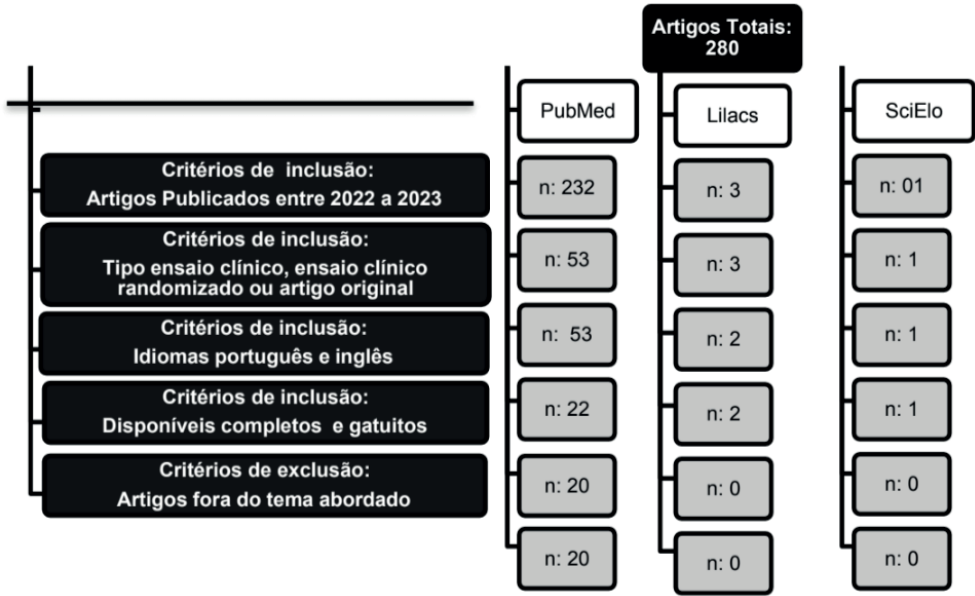 Artigos Totais:
280
PubMed
Lilacs
SciElo
Critérios de  inclusão:
Artigos Publicados entre 2022 a 2023
n: 232
n: 3
n: 01
Critérios de inclusão:
Tipo ensaio clínico, ensaio clínico
randomizado ou artigo original
n: 53
n: 3
n: 1
Critérios de inclusão:
Idiomas português e inglês
n:  53
n: 2
n: 1
Critérios de inclusão:
Disponíveis completos  e gatuitos
n: 22
n: 2
n: 1
Critérios de exclusão:
Artigos fora do tema abordado
n: 20
n: 0
n: 0
n: 20
n: 0
n: 0